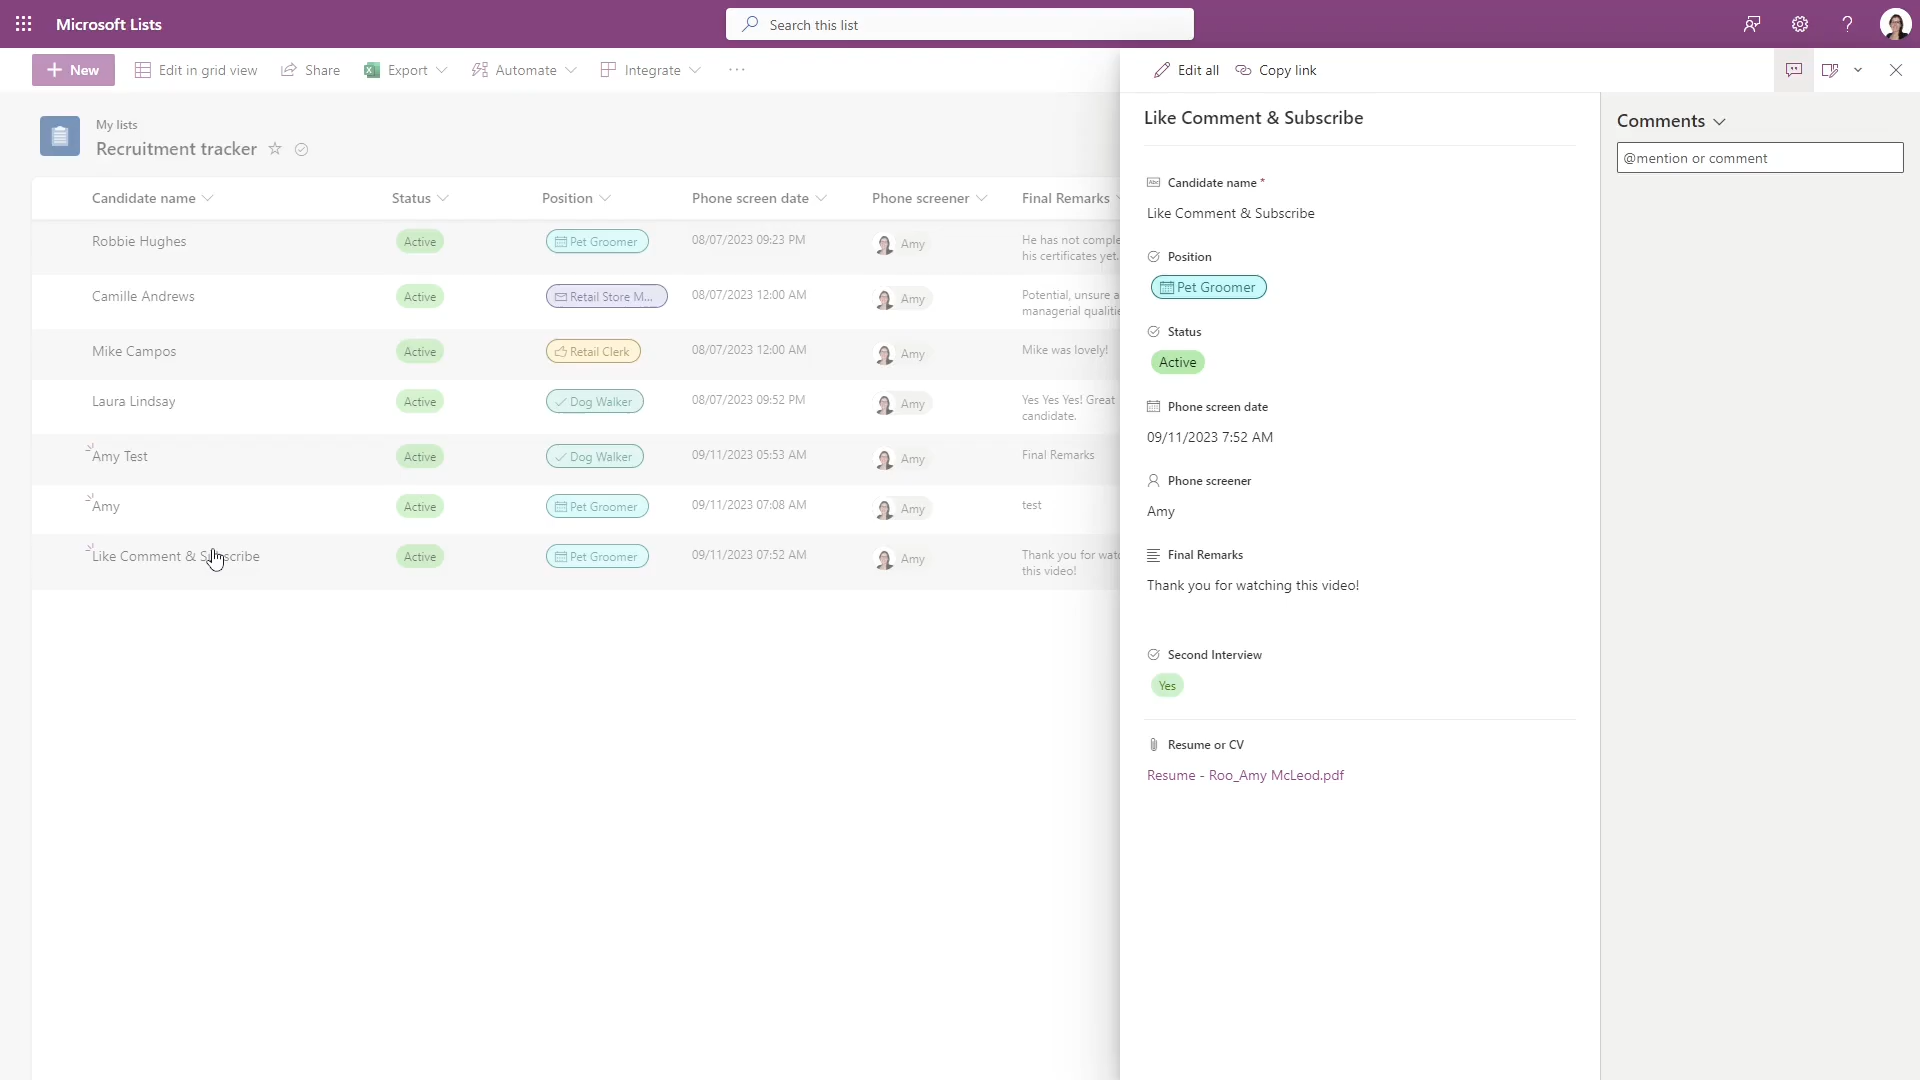 Microsoft Lists
Search this list
New
Edit in grid view
Share
Export
Automate
Integrate
Edit all
Copy link
My lists
Recruitment tracker
Candidate name
Status
Position
Phone screen date
Phone screener
Final Remarks
Robbie Hughes
Active
Pet Groomer
08/07/2023 09:23 PM
Amy
He has not comple
his certificates yet.
Camille Andrews
Active
Retail Store M...
08/07/2023 12:00 AM
Amy
Potential, unsure a
managerial qualitie
Mike Campos
Active
Retail Clerk
08/07/2023 12:00 AM
Amy
Mike was lovely!
Laura Lindsay
Active
Dog Walker
08/07/2023 09:52 PM
Amy
Yes Yes Yes! Great
candidate.
Amy Test
Active
Dog Walker
09/11/2023 05:53 AM
Amy
Final Remarks
Amy
Active
Pet Groomer
09/11/2023 07:08 AM
Amy
test
Like Comment & Subscribe
Active
Pet Groomer
09/11/2023 07:52 AM
Amy
Thank you for watc
this video!
Like Comment & Subscribe
Candidate name *
Like Comment & Subscribe
Position
Pet Groomer
Status
Active
Phone screen date
09/11/2023 7:52 AM
Phone screener
Amy
Final Remarks
Thank you for watching this video!
Second Interview
Yes
Resume or CV
Resume - Roo_Amy McLeod.pdf
Comments
@mention or comment